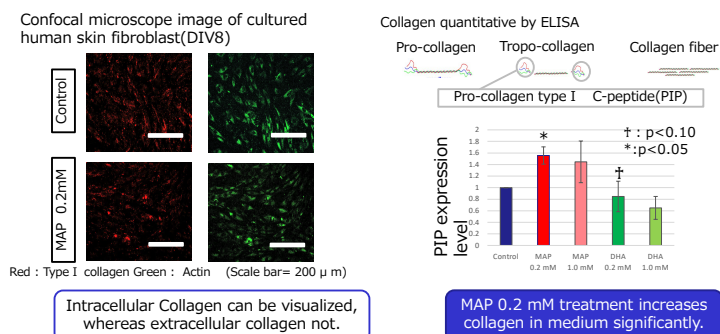 Confocal microscope image of cultured
human skin fibroblast(DIV8)
Control
MAP 0.2mM
Red : Type I collagen Green : Actin (Scale bar= 200 μ m)
Intracellular Collagen can be visualized,
whereas extracellular collagen not.
Collagen quantitative by ELISA
Pro-collagen Tropo-collagen Collagen fiber
Pro-collagen type I C-peptide(PIP)
† : p<0.10
*:p<0.05
PIP expression
level
2
1.8
1.6
1.4
1.2
1
0.8
0.6
0.4
0.2
0
*
†
Control MAP MAP DHA DHA
0.2 mM 1.0 mM 0.2 mM 1.0 mM
MAP 0.2 mM treatment increases
collagen in medium significantly.